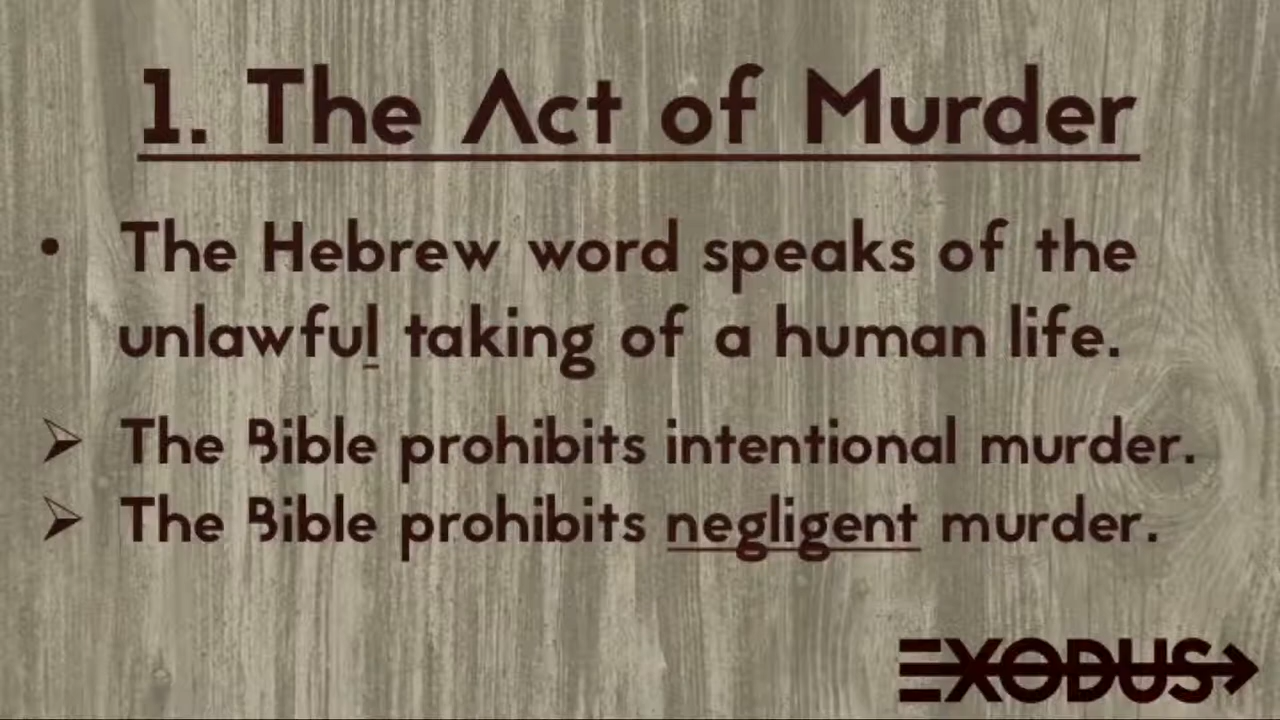 1. The Act of Murder
• The Hebrew word speaks of the
unlawful taking of a human life.
➢ The Bible prohibits intentional murder.
➢ The Bible prohibits negligent murder.
EXODUS